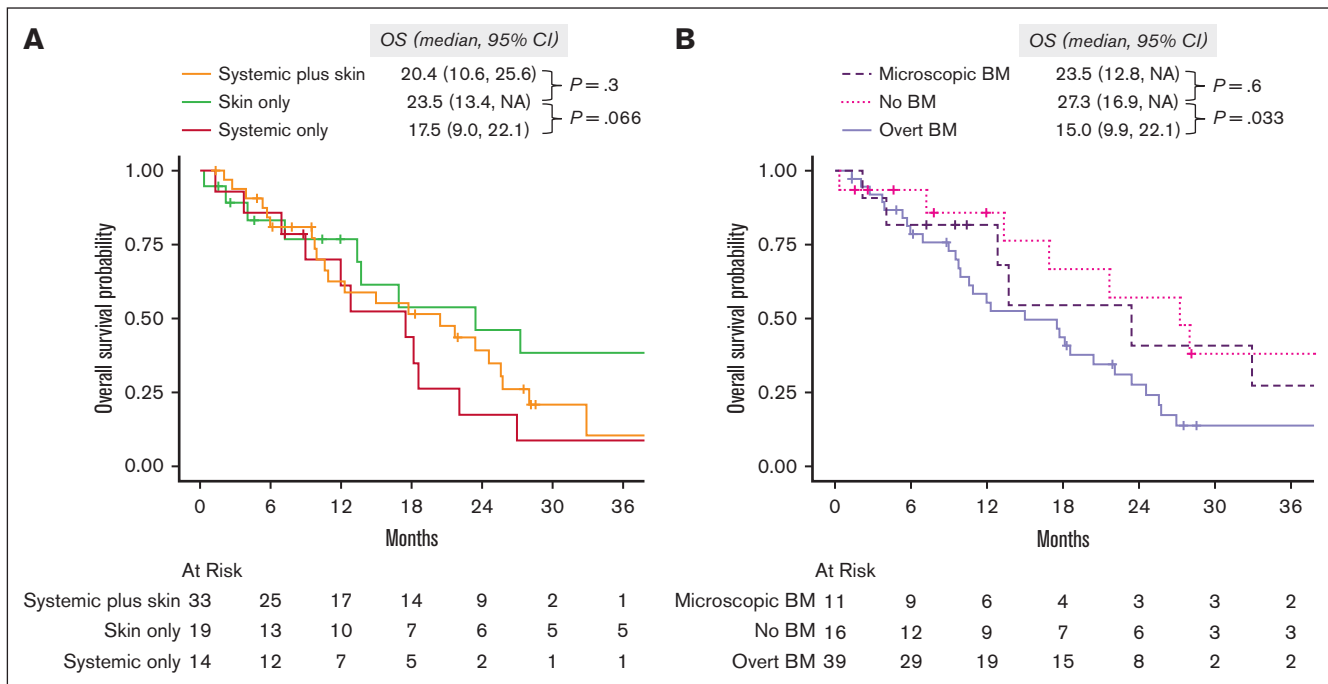 A
OS (median, 95% CI)
Systemic plus skin 20.4 (10.6, 25.6)
P = .3
Skin only 23.5 (13.4, NA)
P = .066
Systemic only 17.5 (9.0, 22.1)
1.00
0.75
0.50
0.25
0.00
Overall survival probability
0 6 12 18 24 30 36
Months
At Risk
Systemic plus skin 33 25 17 14 9 2 1
Skin only 19 13 10 7 6 5 5
Systemic only 14 12 7 5 2 1 1
B
OS (median, 95% CI)
Microscopic BM 23.5 (12.8, NA)
P = .6
No BM 27.3 (16.9, NA)
P = .033
Overt BM 15.0 (9.9, 22.1)
1.00
0.75
0.50
0.25
0.00
Overall survival probability
0 6 12 18 24 30 36
Months
At Risk
Microscopic BM 11 9 6 4 3 3 2
No BM 16 12 9 7 6 3 3
Overt BM 39 29 19 15 8 2 2